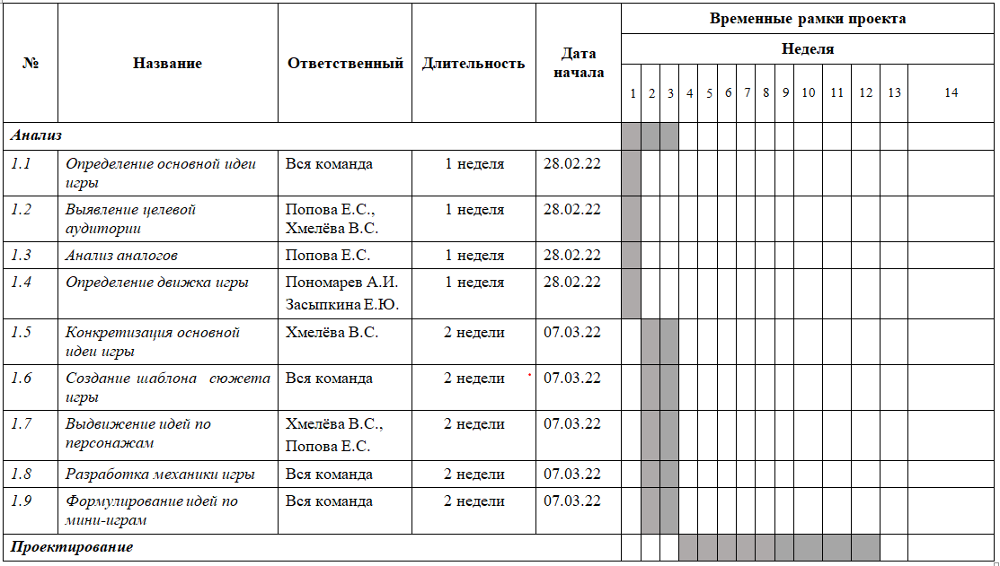 №
Название
Ответственный
Длительность
Дата
начала
Временные рамки проекта
Неделя
1 2 3 4 5 6 7 8 9 10 11 12 13 14
Анализ
1.1 Определение основной идеи Вся команда 1 неделя 28.02.22
игры
1.2 Выявление целевой Попова Е.С., 1 неделя 28.02.22
аудитории Хмелёва В.С.
1.3 Анализ аналогов Попова Е.С. 1 неделя 28.02.22
1.4 Определение движка игры Пономарев А.И. 1 неделя 28.02.22
Засыпкина Е.Ю.
1.5 Конкретизация основной Хмелёва В.С. 2 недели 07.03.22
идеи игры
1.6 Создание шаблона сюжета Вся команда 2 недели 07.03.22
игры
1.7 Выдвижение идей по Хмелёва В.С., 2 недели 07.03.22
персонажам Попова Е.С.
1.8 Разработка механики игры Вся команда 2 недели 07.03.22
1.9 Формулирование идей по Вся команда 2 недели 07.03.22
мини-играм
Проектирование